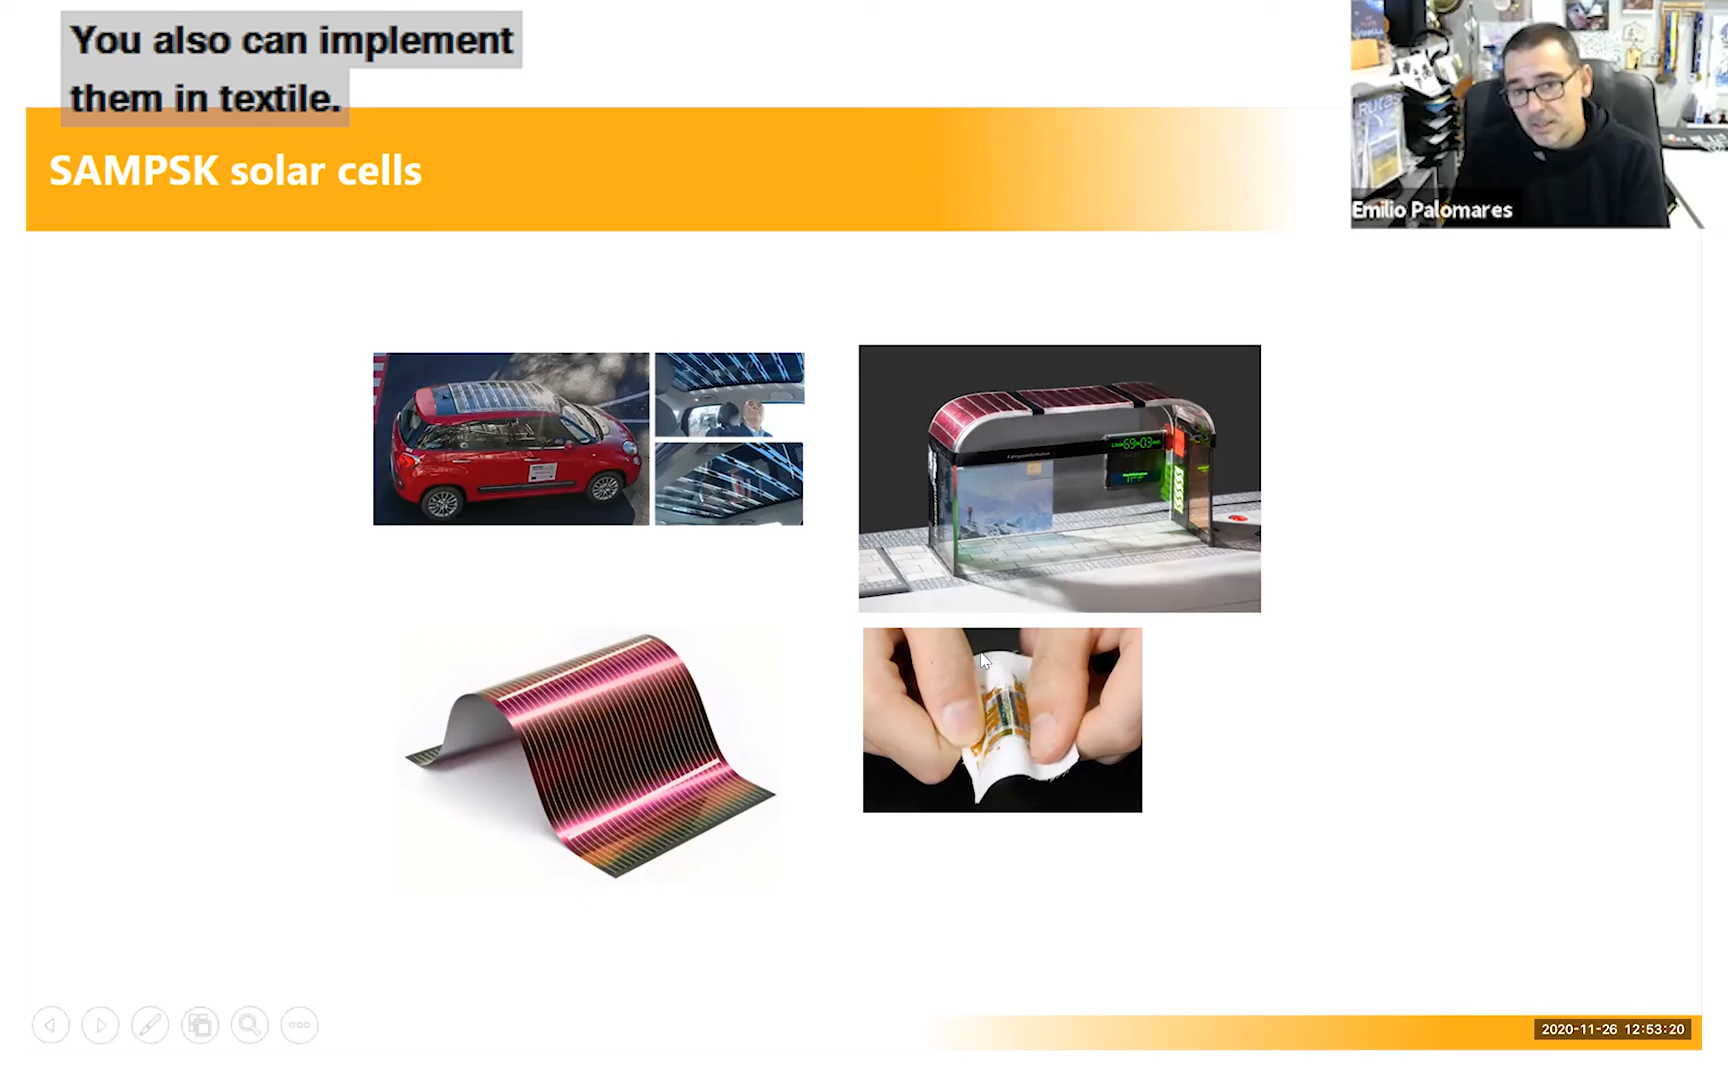 You also can implement
them in textile.
SAMPSK solar cells
Emilio Palomares
2020-11-26 12:53:20